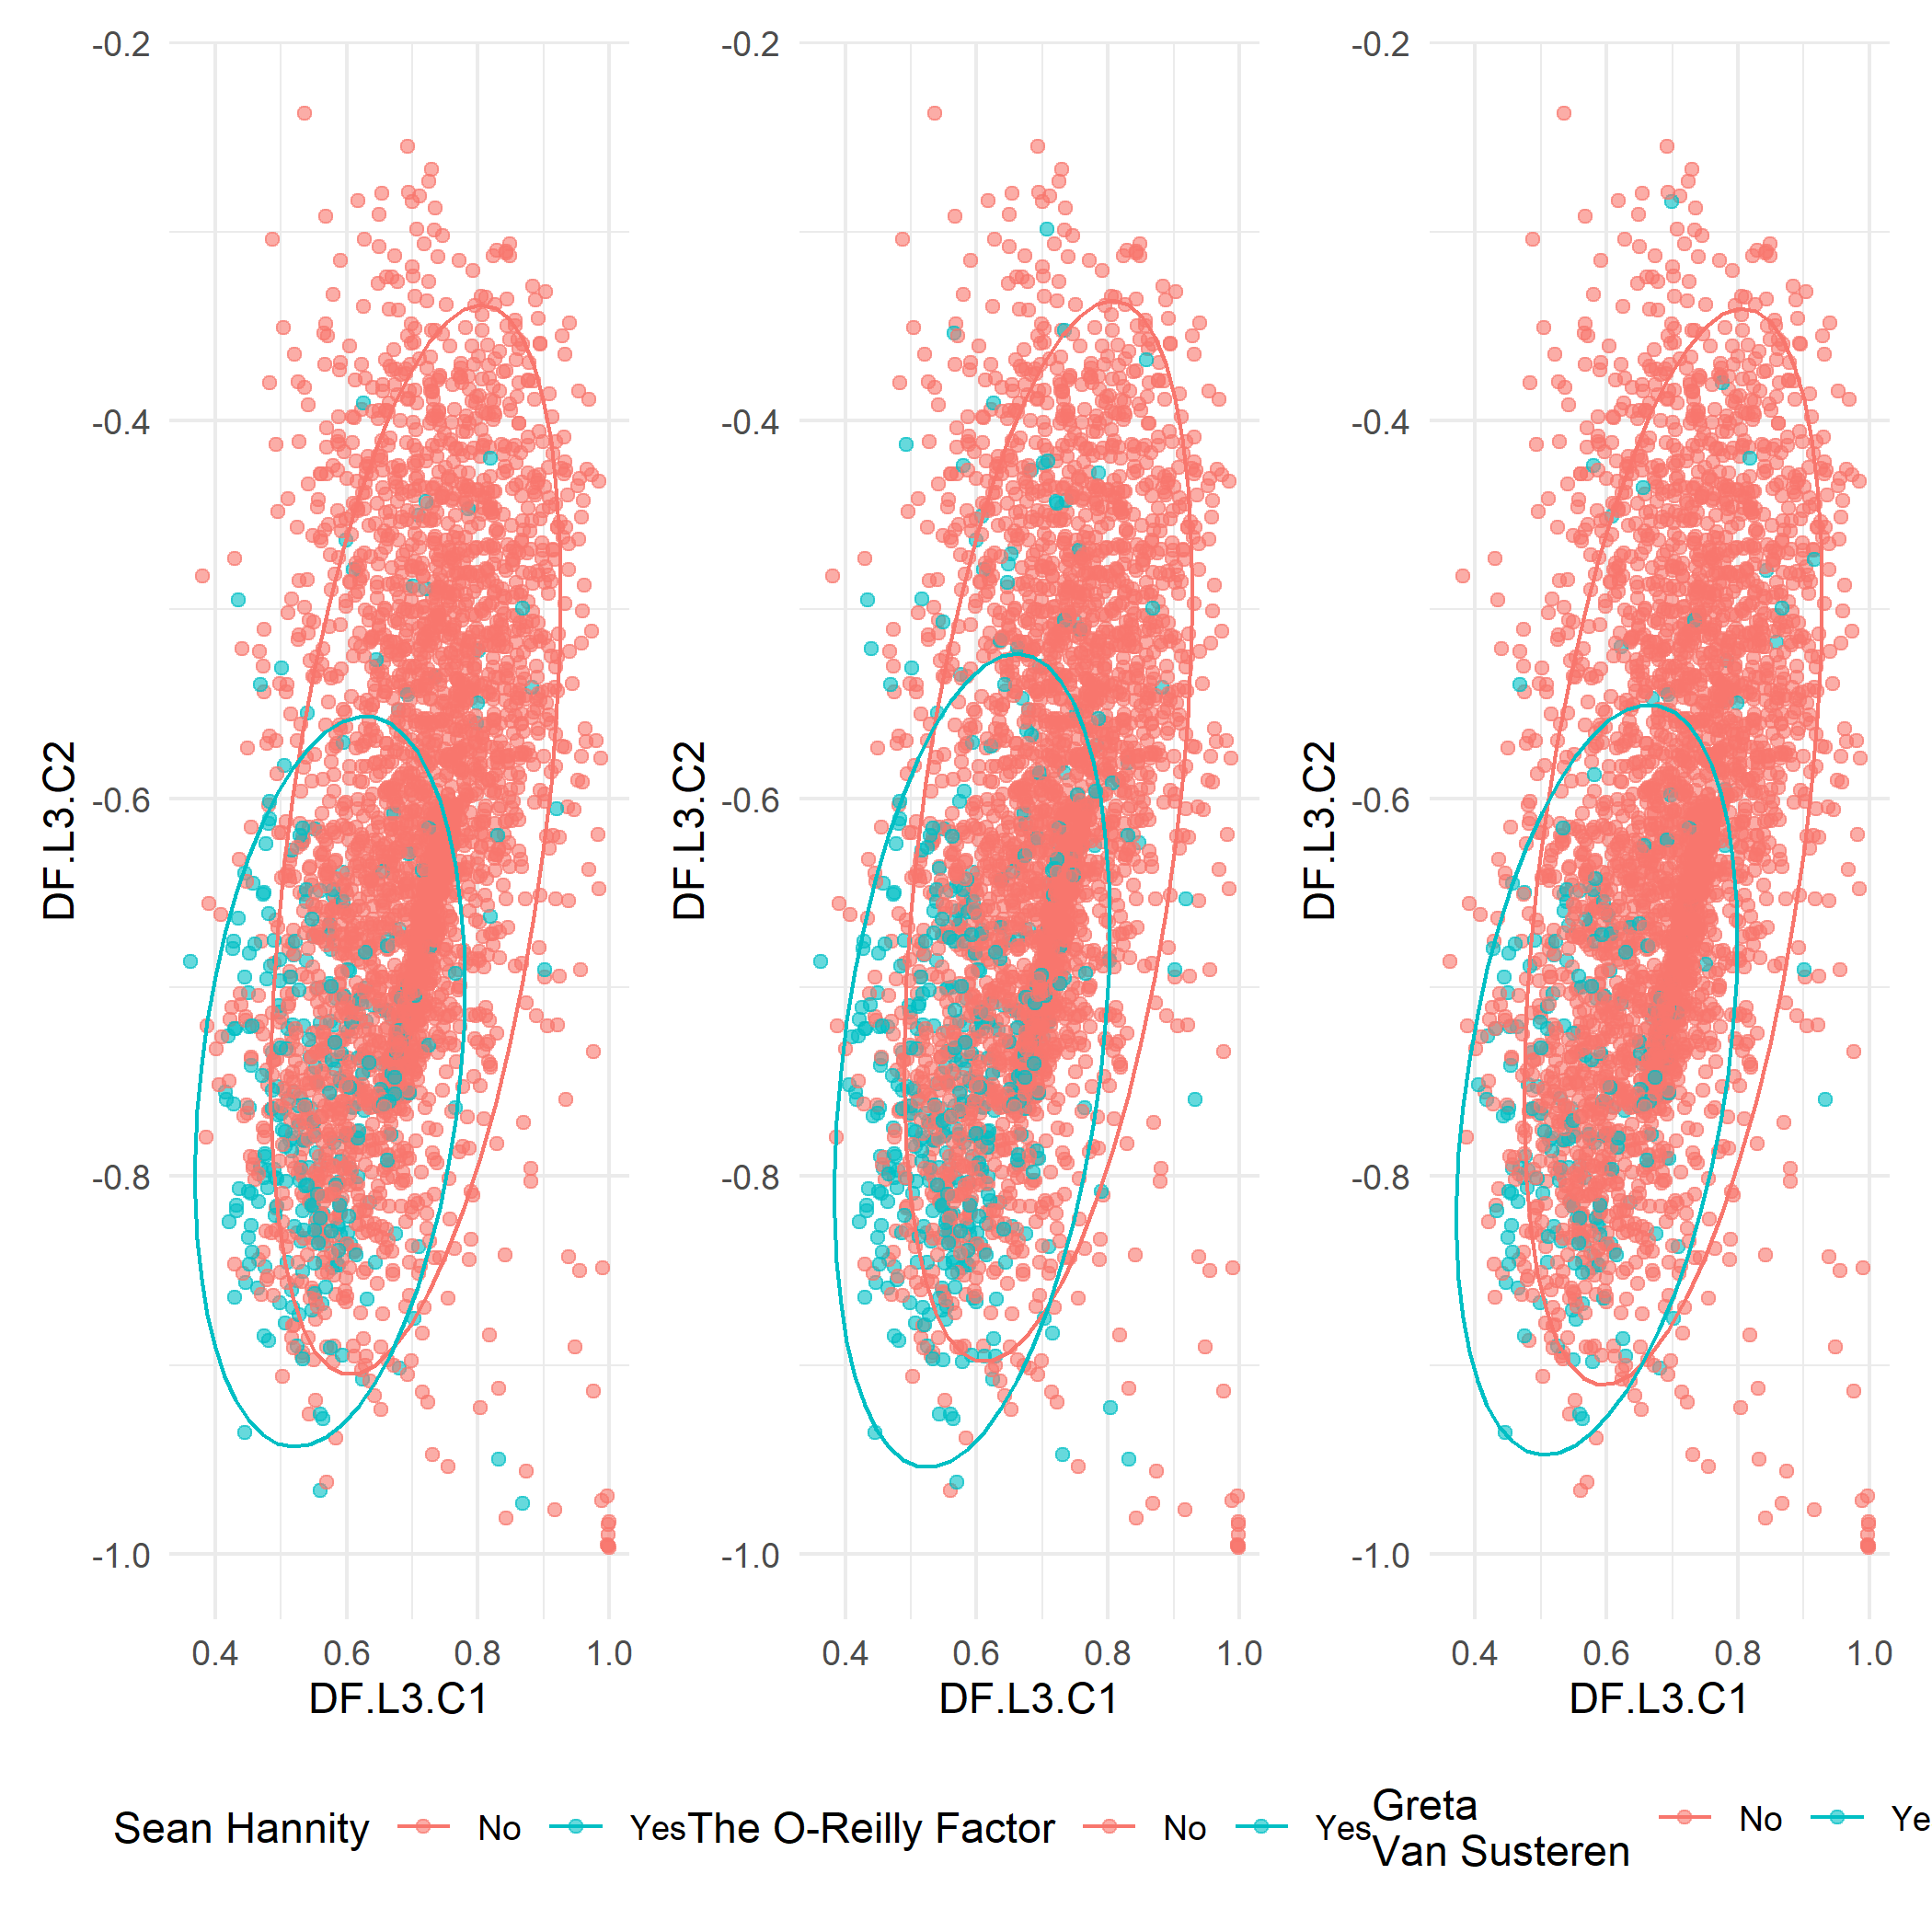 -0.2
-0.4
-0.6
-0.8
-1.0
DF.L3.C2
0.4 0.6 0.8 1.0
DF.L3.C1
-0.2
-0.4
-0.6
-0.8
-1.0
DF.L3.C2
0.4 0.6 0.8 1.0
DF.L3.C1
-0.2
-0.4
-0.6
-0.8
-1.0
DF.L3.C2
0.4 0.6 0.8 1.0
DF.L3.C1
Sean Hannity No Yes
The O-Reilly Factor No Yes
Greta
Van Susteren No Ye